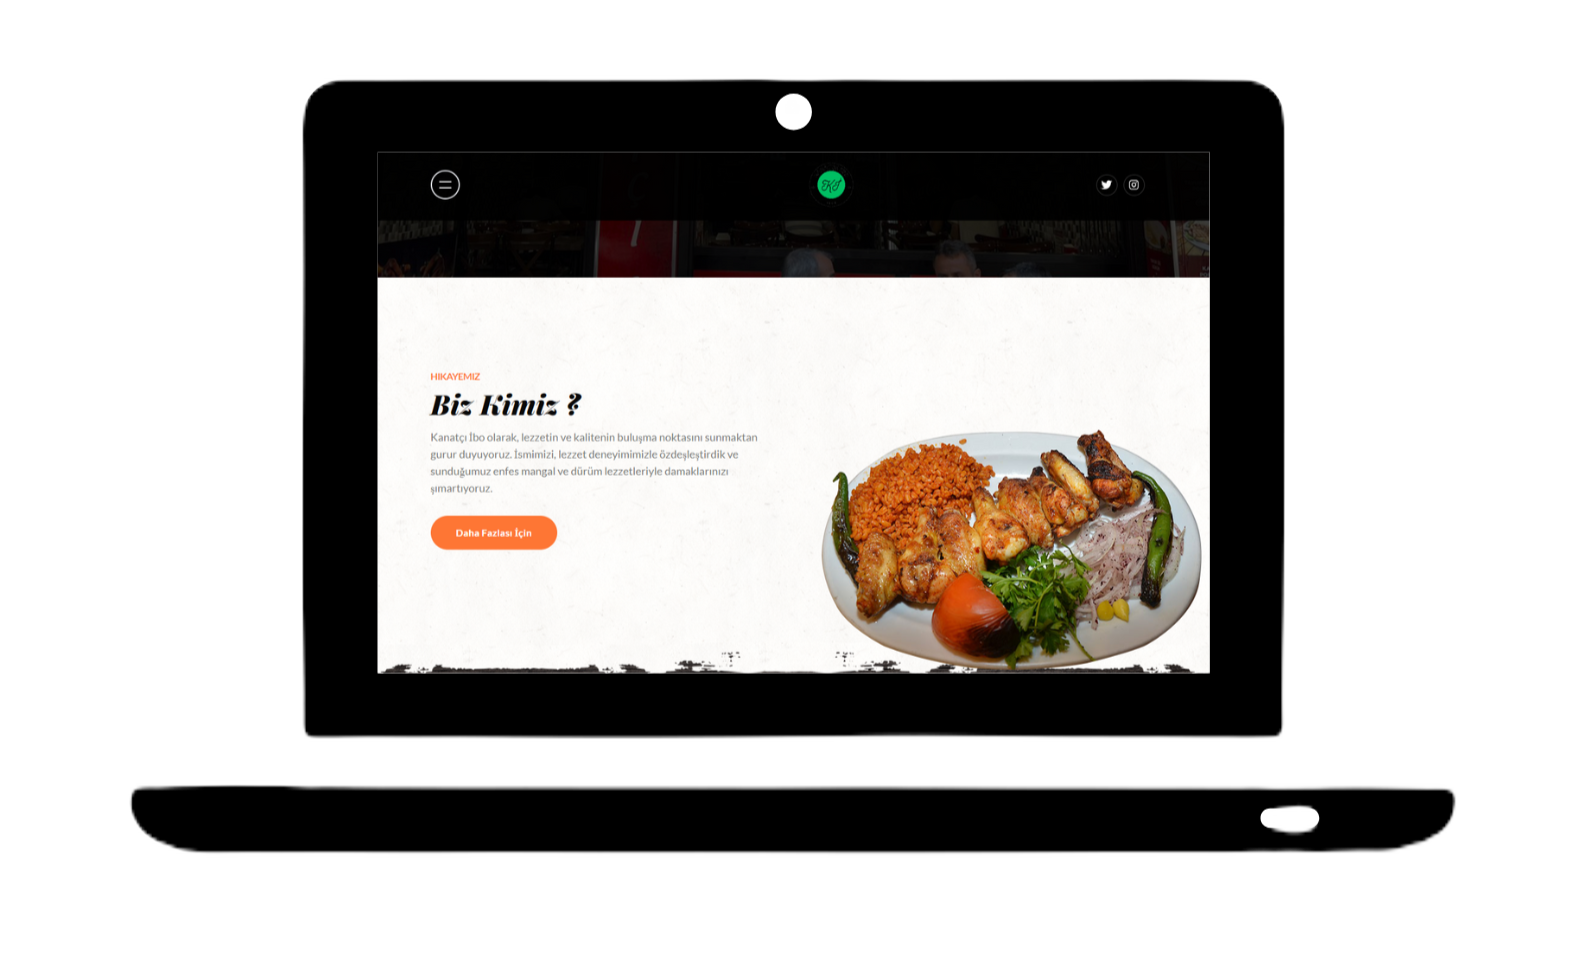 HIKAYEMIZ
Biz Kimiz ?
Kanatçı İbo olarak, lezzetin ve kalitenin buluşma noktasını sunmaktan
gurur duyuyoruz. İsmimizi, lezzet deneyimimizle özdeşleştirdik ve
sunduğumuz enfes mangal ve dürüm lezzetleriyle damaklarınızı
şımartıyoruz.
Daha Fazlası İçin